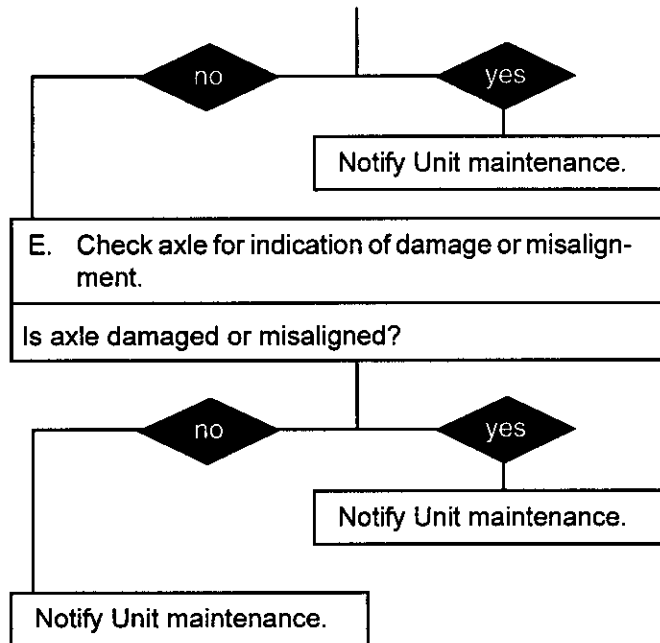 no
yes
Notify Unit maintenance.
E. Check axle for indication of damage or misalign-
ment.
Is axle damaged or misaligned?
no
yes
Notify Unit maintenance.
Notify Unit maintenance.